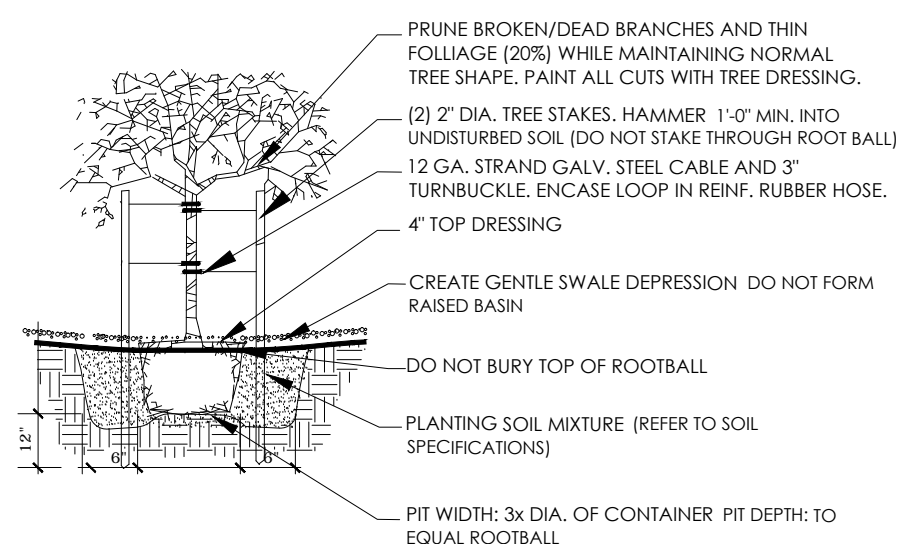 PRUNE BROKEN/DEAD BRANCHES AND THIN
FOLLIAGE (20%) WHILE MAINTAINING NORMAL
TREE SHAPE. PAINT ALL CUTS WITH TREE DRESSING.
(2) 2" DIA. TREE STAKES. HAMMER 1'-0" MIN. INTO
UNDISTURBED SOIL (DO NOT STAKE THROUGH ROOT BALL)
12 GA. STRAND GALV. STEEL CABLE AND 3"
TURNBUCKLE. ENCASE LOOP IN REINF. RUBBER HOSE.
4" TOP DRESSING
CREATE GENTLE SWALE DEPRESSION DO NOT FORM
RAISED BASIN
DO NOT BURY TOP OF ROOTBALL
PLANTING SOIL MIXTURE (REFER TO SOIL
SPECIFICATIONS)
12"
6"
6"
PIT WIDTH: 3x DIA. OF CONTAINER PIT DEPTH: TO
EQUAL ROOTBALL